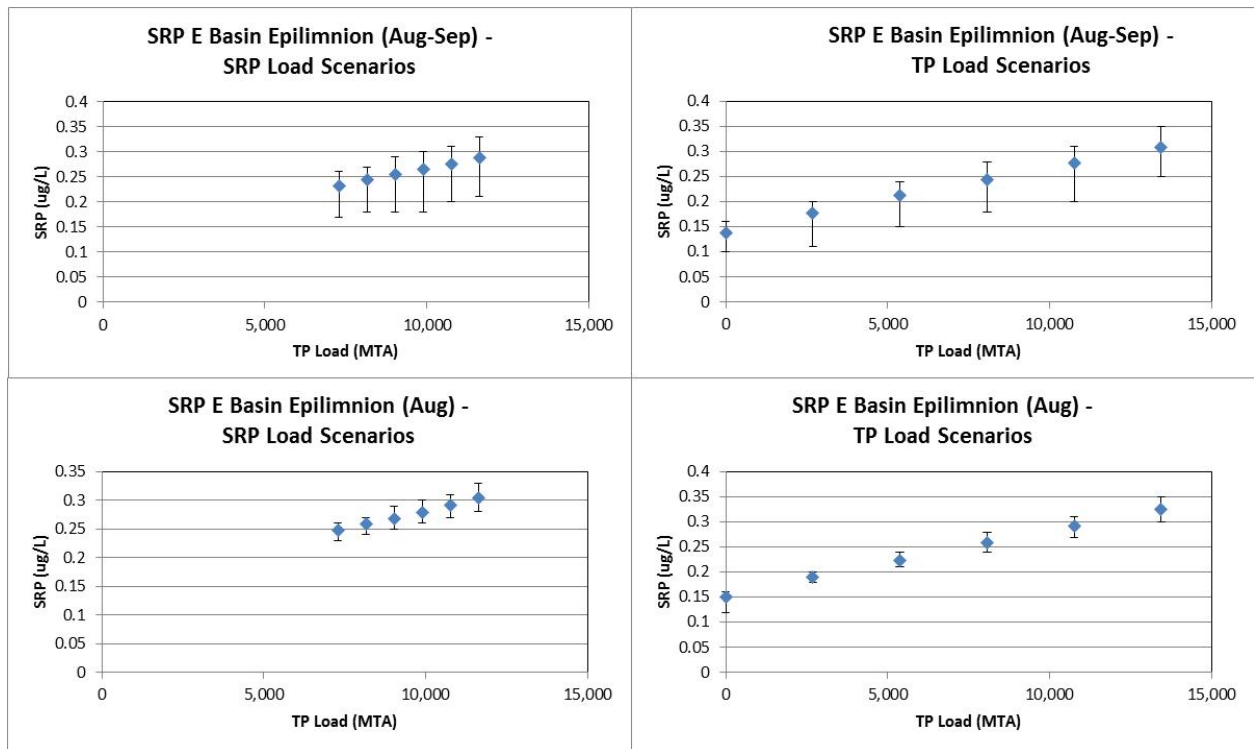 SRP E Basin Epilimnion (Aug-Sep) -
SRP Load Scenarios
0.4
0.35
0.3
0.25
0.2
0.15
0.1
0.05
0
SRP (ug/L)
0 5,000 10,000 15,000
TP Load (MTA)
SRP E Basin Epilimnion (Aug-Sep) -
TP Load Scenarios
0.4
0.35
0.3
0.25
0.2
0.15
0.1
0.05
0
SRP (ug/L)
0 5,000 10,000 15,000
TP Load (MTA)
SRP E Basin Epilimnion (Aug) -
SRP Load Scenarios
0.35
0.3
0.25
0.2
0.15
0.1
0.05
0
SRP (ug/L)
0 5,000 10,000 15,000
TP Load (MTA)
SRP E Basin Epilimnion (Aug) -
TP Load Scenarios
0.4
0.35
0.3
0.25
0.2
0.15
0.1
0.05
0
SRP (ug/L)
0 5,000 10,000 15,000
TP Load (MTA)